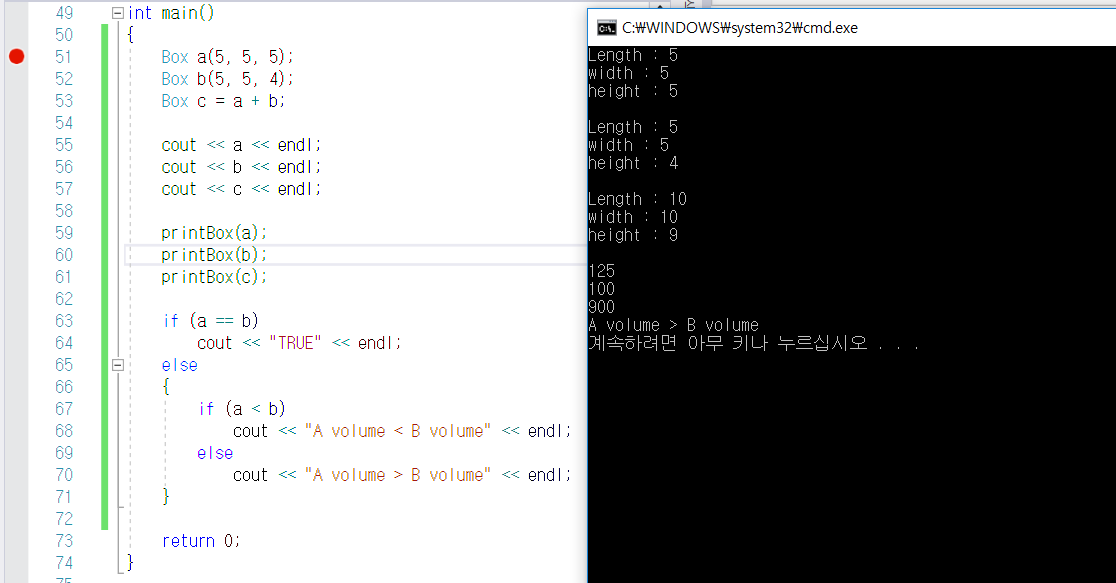 49 int main()
50 {
51 Box a(5, 5, 5);
52 Box b(5, 5, 4);
53 Box c = a + b;
54
55 cout << a << endl;
56 cout << b << endl;
57 cout << c << endl;
58
59 printBox(a);
60 printBox(b);
61 printBox(c);
62
63 if (a == b)
64 cout << "TRUE" << endl;
65 else
66 {
67 if (a < b)
68 cout << "A volume < B volume" << endl;
69 else
70 cout << "A volume > B volume" << endl;
71 }
72
73 return 0;
74 }
75
C:₩WINDOWS₩system32₩cmd.exe
Length : 5
width : 5
height : 5
Length : 5
width : 5
height : 4
Length : 10
width : 10
height : 9
125
100
900
A volume > B volume
계속하려면 아무 키나 누르십시오 . . .